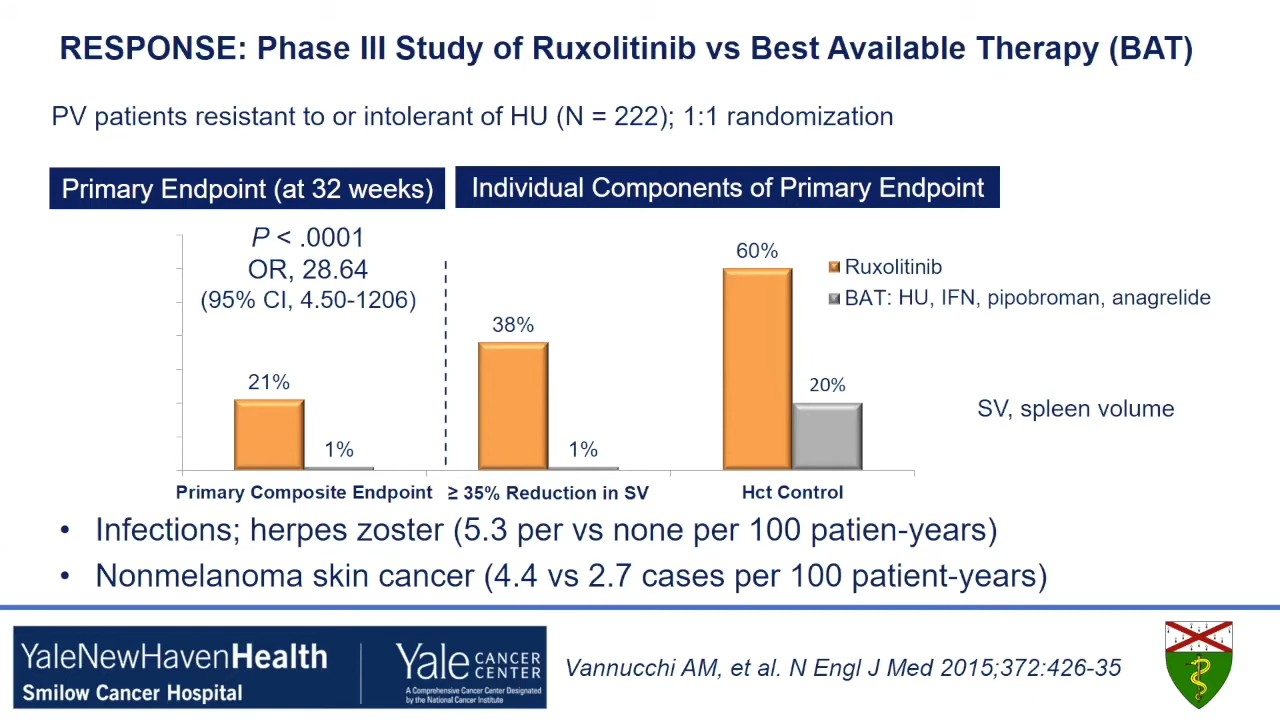 RESPONSE: Phase III Study of Ruxolitinib vs Best Available Therapy (BAT)
PV patients resistant to or intolerant of HU (N = 222); 1:1 randomization
Primary Endpoint (at 32 weeks)
Individual Components of Primary Endpoint
P < .0001
OR, 28.64
(95% CI, 4.50-1206)
60%
Ruxolitinib
BAT: HU, IFN, pipobroman, anagrelide
38%
21%
20%
1%
1%
SV, spleen volume
Primary Composite Endpoint
≥ 35% Reduction in SV
Hct Control
• Infections; herpes zoster (5.3 per vs none per 100 patien-years)
• Nonmelanoma skin cancer (4.4 vs 2.7 cases per 100 patient-years)
YaleNewHavenHealth
Smilow Cancer Hospital
Yale CANCER CENTER
A Comprehensive Cancer Center Designated
by the National Cancer Institute
Vannucchi AM, et al. N Engl J Med 2015;372:426-35